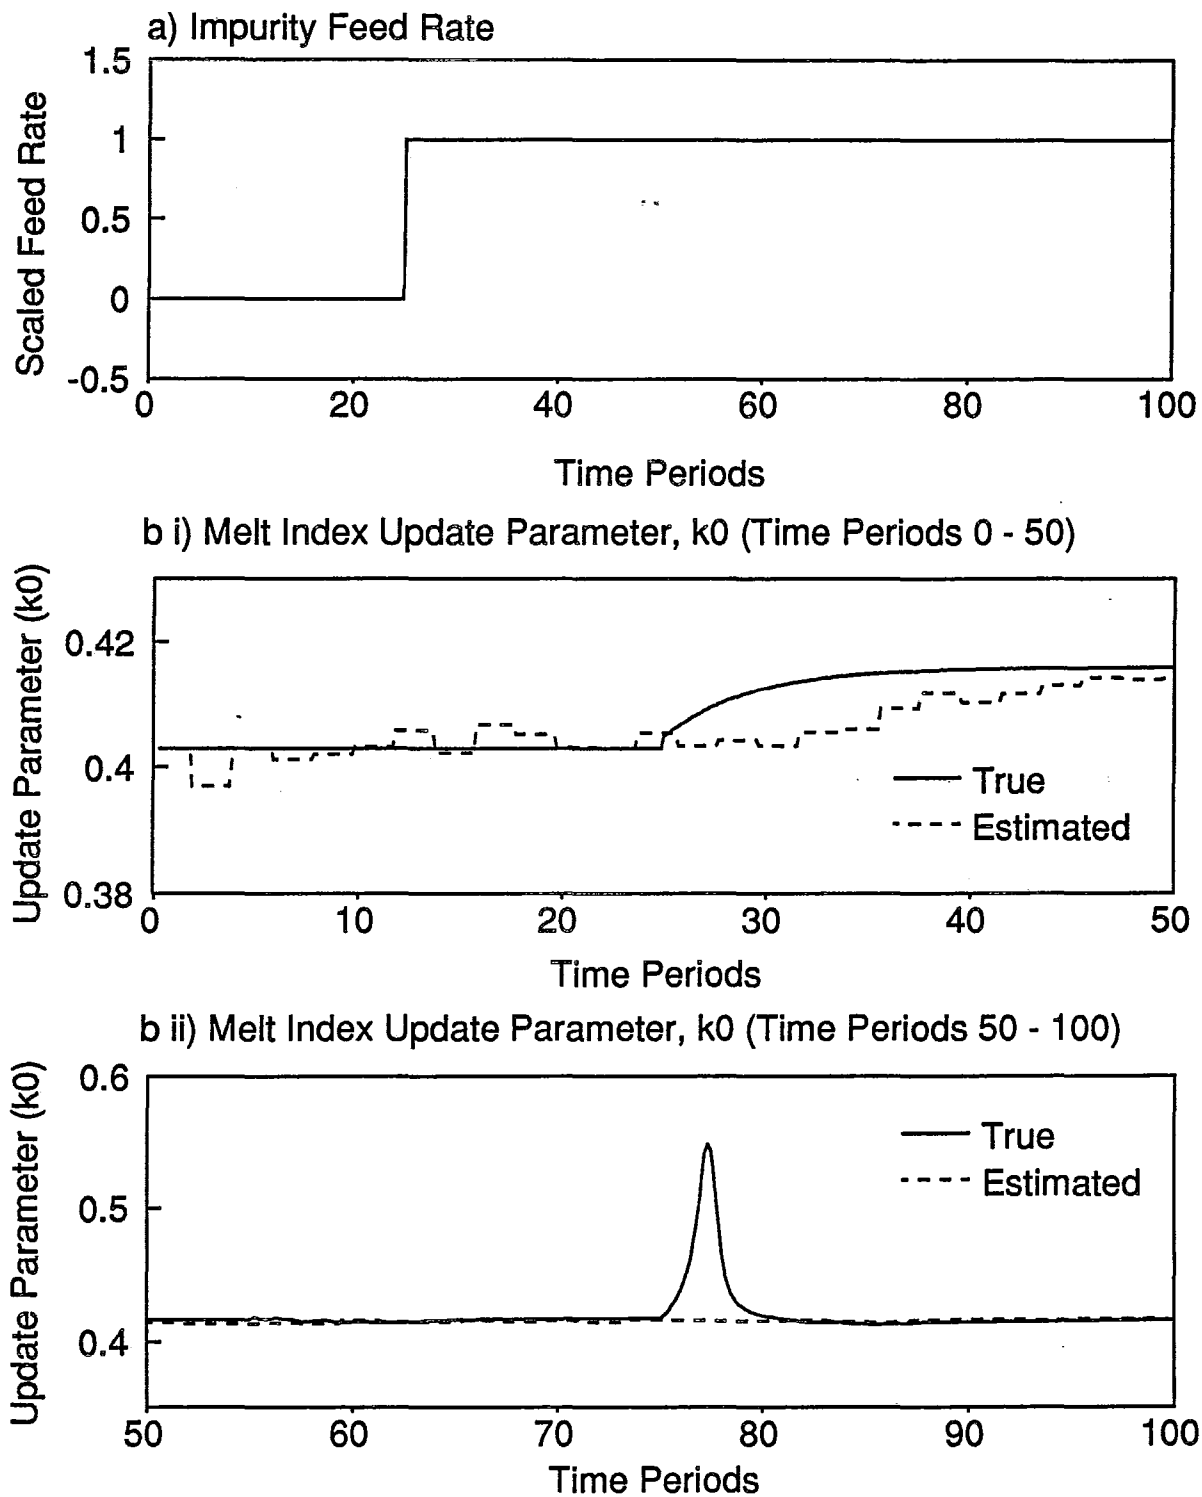 a) Impurity Feed Rate
Scaled Feed Rate
1.5
1
0.5
0
-0.5
0 20 40 60 80 100
Time Periods
b i) Melt Index Update Parameter, k0 (Time Periods 0 - 50)
Update Parameter (k0)
0.42
0.4
0.38
True
Estimated
0 10 20 30 40 50
Time Periods
b ii) Melt Index Update Parameter, k0 (Time Periods 50 - 100)
Update Parameter (k0)
0.6
0.5
0.4
True
Estimated
50 60 70 80 90 100
Time Periods